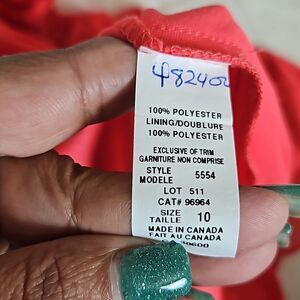 100% POLYESTER
LINING/DOUBLURE
100% POLYESTER
EXCLUSIVE OF TRIM
GARNITURE NON COMPRISE
STYLE 5554
MODELE
LOT 511
CAT# 96964
SIZE 10
TAILLE
MADE IN CANADA
FAIT AU CANADA